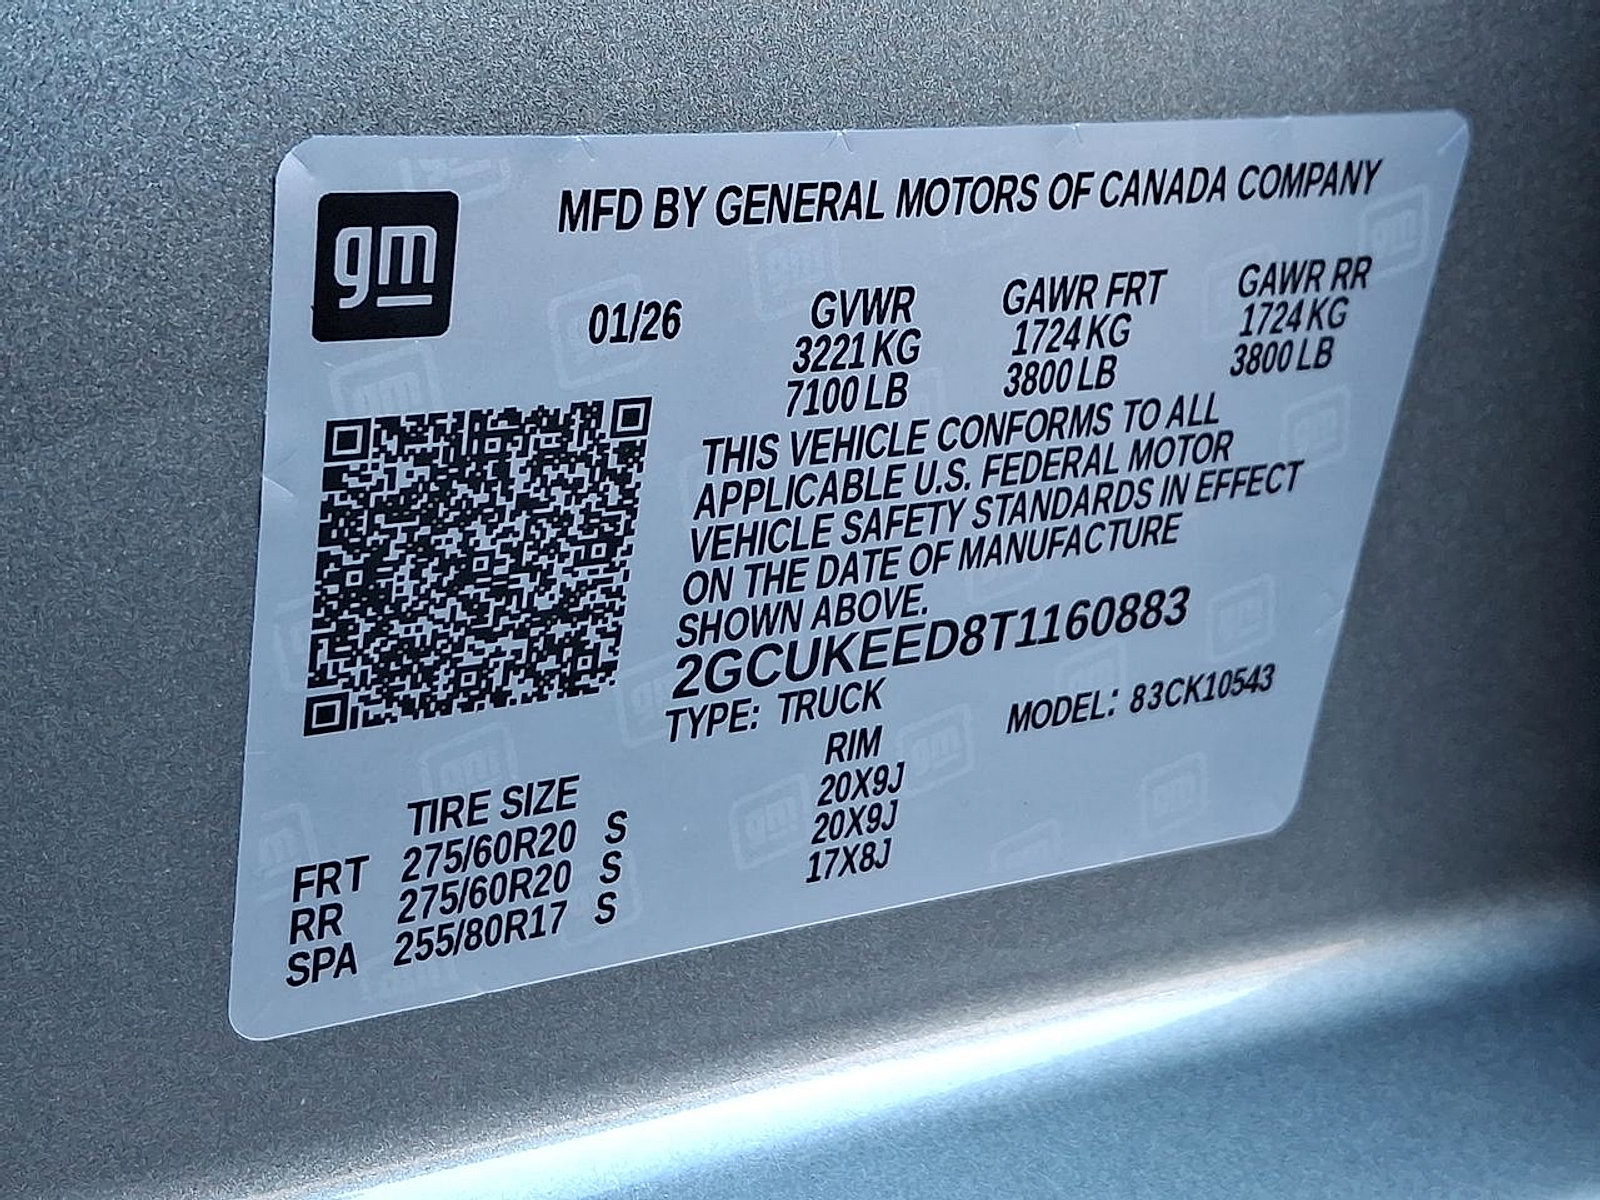 gm
MFD BY GENERAL MOTORS OF CANADA COMPANY
01/26 GVWR GAWR FRT GAWR RR
3221 KG 1724 KG 1724 KG
7100 LB 3800 LB 3800 LB
THIS VEHICLE CONFORMS TO ALL
APPLICABLE U.S. FEDERAL MOTOR
VEHICLE SAFETY STANDARDS IN EFFECT
ON THE DATE OF MANUFACTURE
SHOWN ABOVE.
2GCUKEED8T1160883
TYPE: TRUCK MODEL: 83CK10543
TIRE SIZE RIM
FRT 275/60R20 S 20X9J
RR 275/60R20 S 20X9J
SPA 255/80R17 S 17X8J